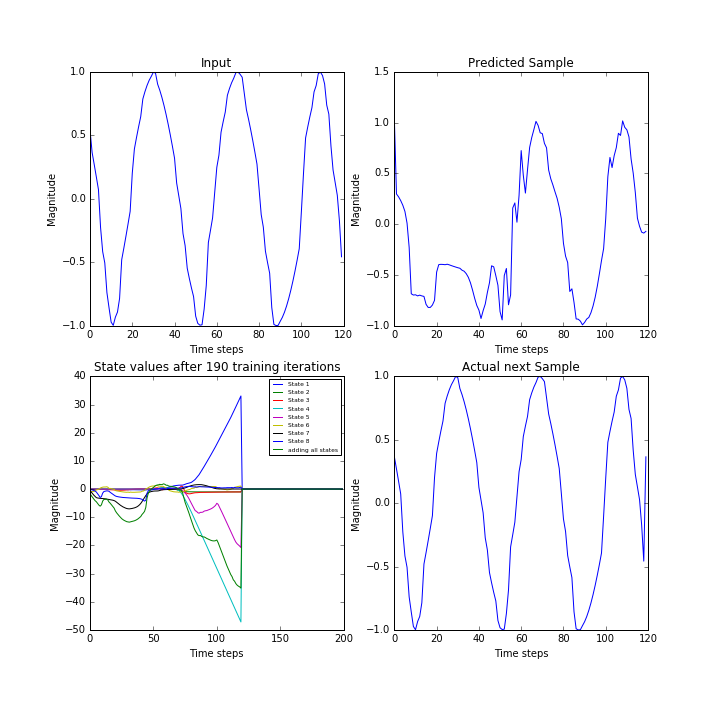 Input
1.0
0.5
0.0
−0.5
−1.0
Magnitude
0 20 40 60 80 100 120
Time steps
Predicted Sample
1.5
1.0
0.5
0.0
−0.5
−1.0
Magnitude
0 20 40 60 80 100 120
Time steps
State values after 190 training iterations
40
30
20
10
0
−10
−20
−30
−40
−50
Magnitude
State 1
State 2
State 3
State 4
State 5
State 6
State 7
State 8
adding all states
0 50 100 150 200
Time steps
Actual next Sample
1.0
0.5
0.0
−0.5
−1.0
Magnitude
0 20 40 60 80 100 120
Time steps